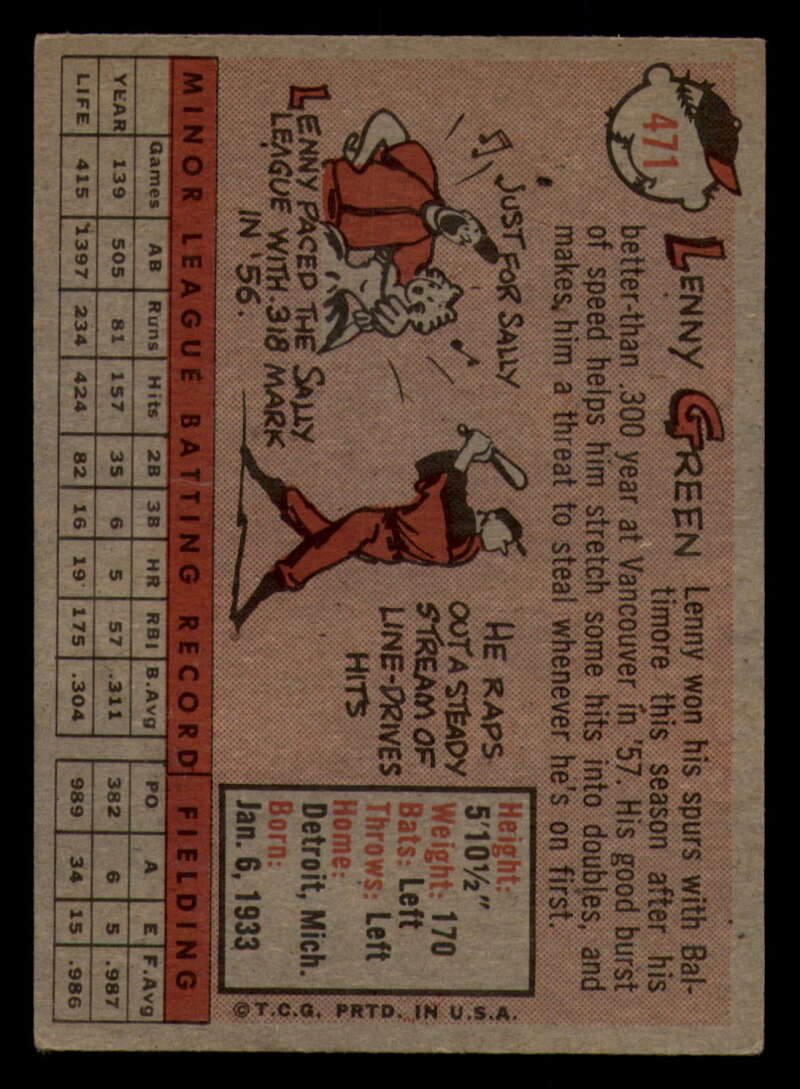 471
LENNY GREEN
Lenny won his spurs with Bal-
timore this season after his
better-than .300 year at Vancouver in '57. His good burst
of speed helps him stretch some hits into doubles, and
makes him a threat to steal whenever he's on first.
JUST FOR SALLY
LENNY PACED THE SALLY
LEAGUE WITH .318 MARK
IN '56.
HE RAPS
OUT A STEADY
STREAM OF
LINE-DRIVES
HITS
Height:
5'10½"
Weight: 170
Bats: Left
Throws: Left
Home:
Detroit, Mich.
Born:
Jan. 6, 1933
© T.C.G. PRTD. IN U.S.A.
MINOR LEAGUE BATTING RECORD FIELDING
Games AB Runs Hits 2B 3B HR RBI B.Avg PO A E F.Avg
YEAR 139 505 81 157 35 6 5 57 .311 382 6 5 .987
LIFE 415 1397 234 424 82 16 19 175 .304 989 34 15 .986